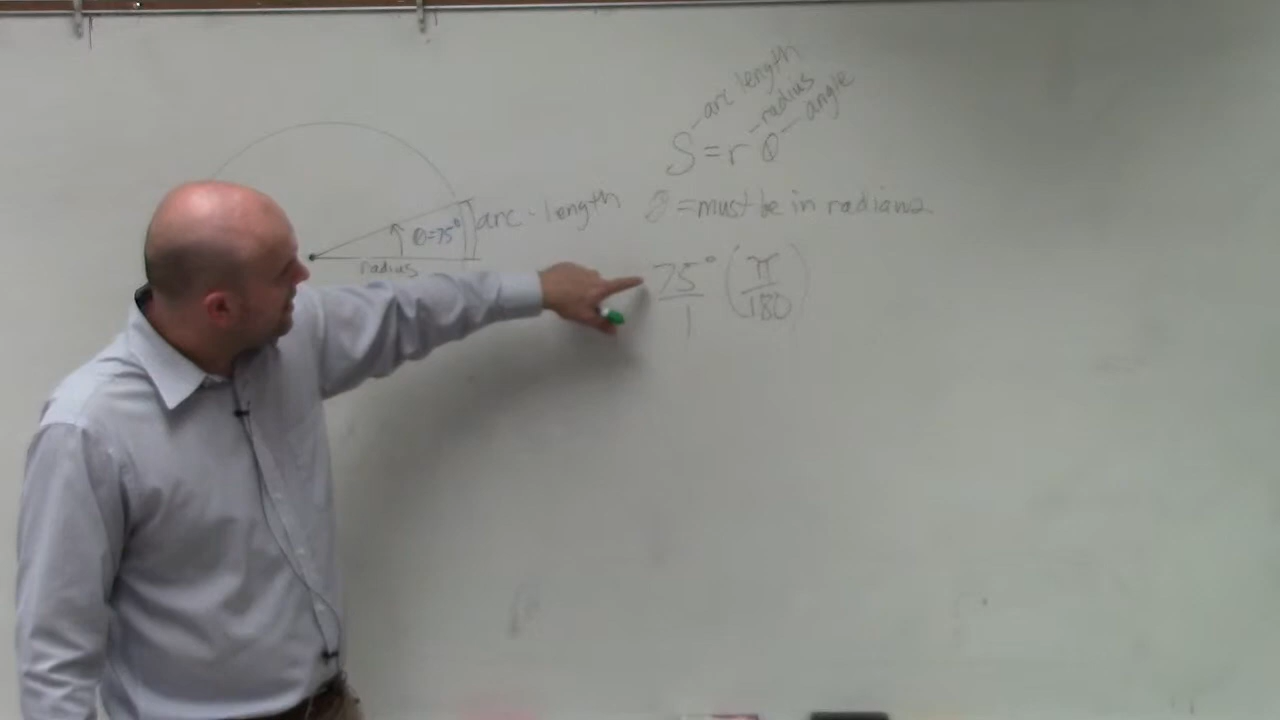 arc length
radius
angle
S = r θ
θ = must be in radians
θ=75°
arc-length
radius
75° ( π
1 180 )